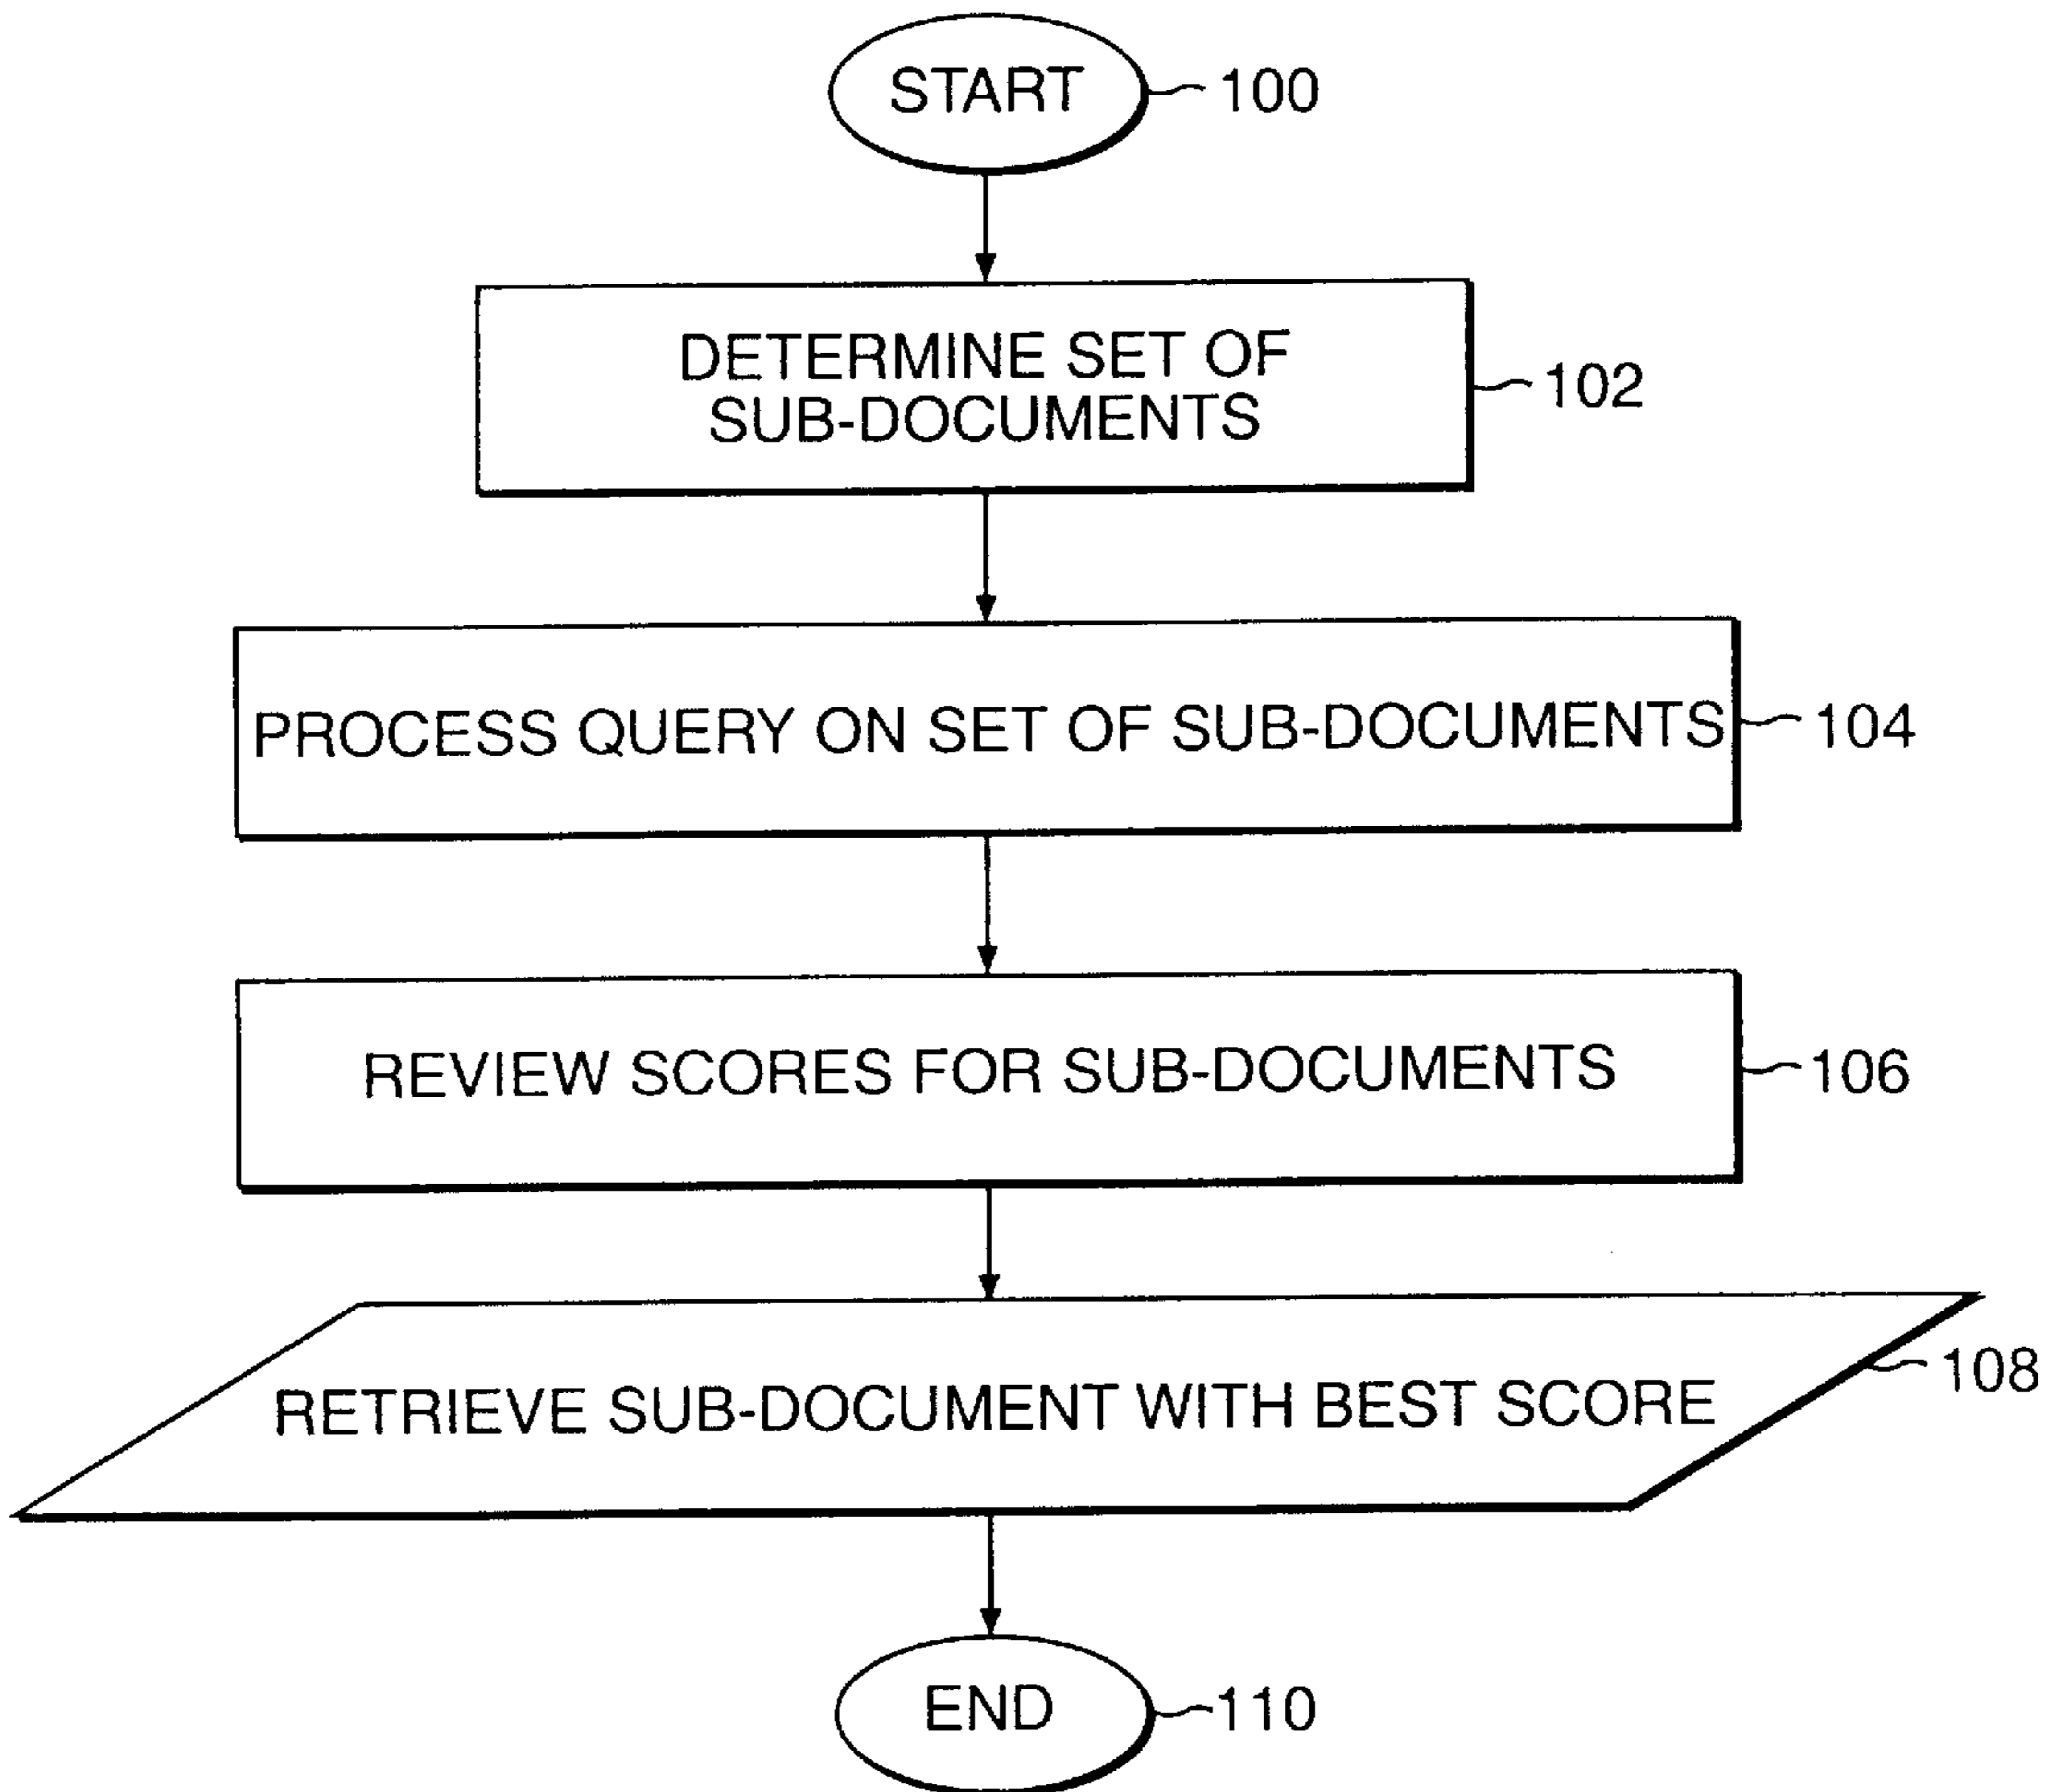 START
100
DETERMINE SET OF
SUB-DOCUMENTS
102
PROCESS QUERY ON SET OF SUB-DOCUMENTS
104
REVIEW SCORES FOR SUB-DOCUMENTS
106
RETRIEVE SUB-DOCUMENT WITH BEST SCORE
108
END
110